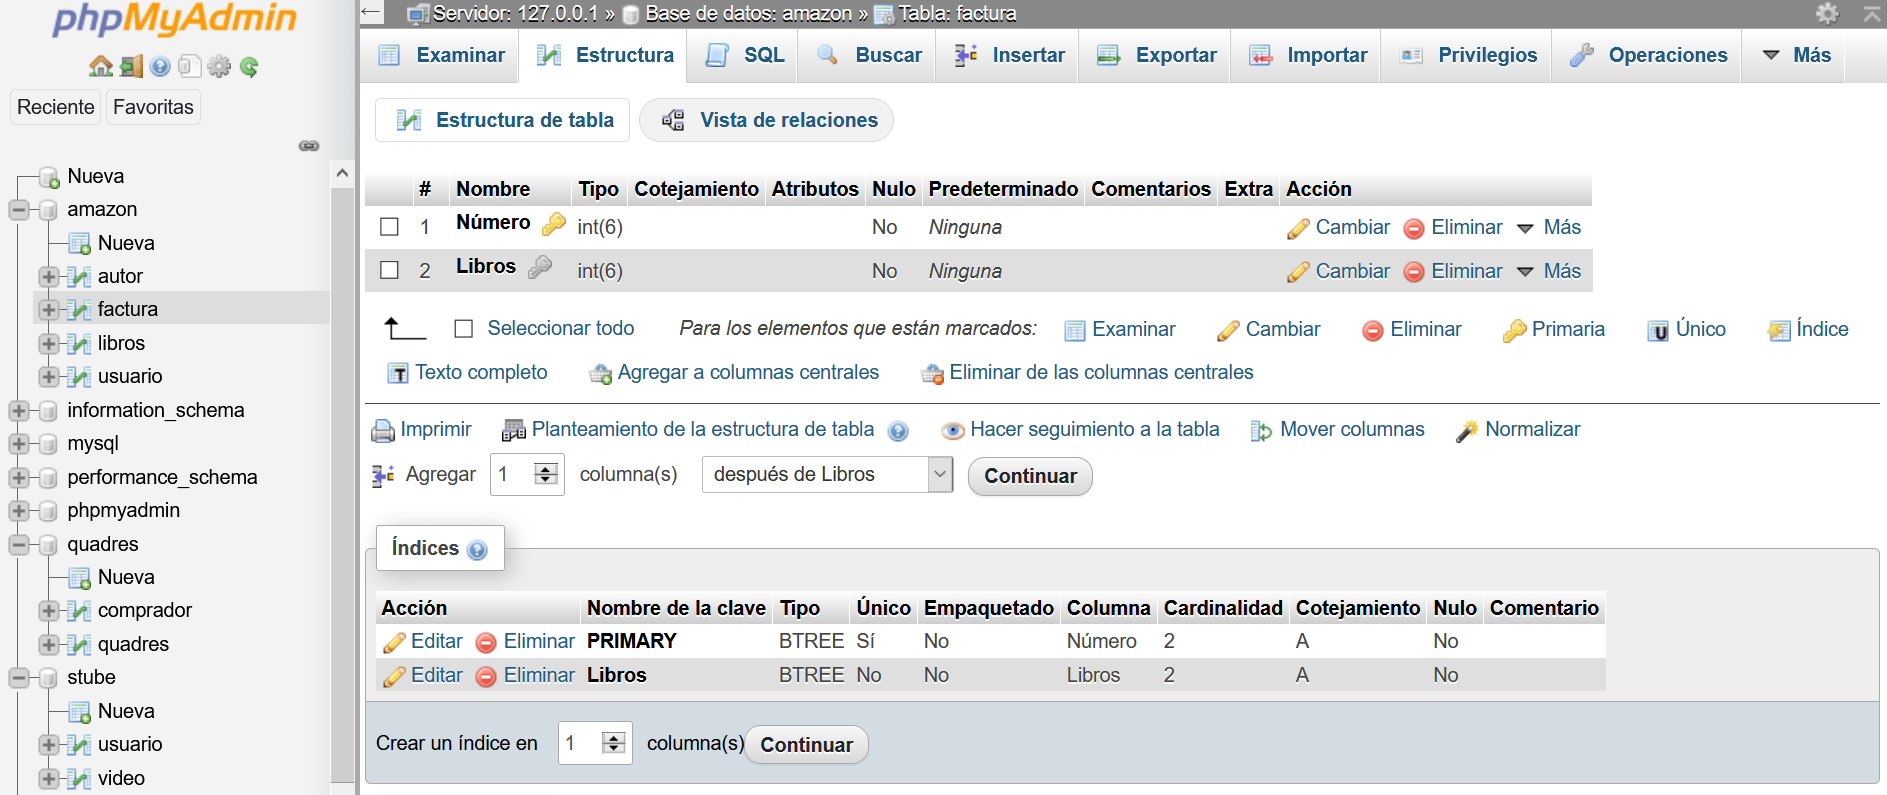 phpMyAdmin
Reciente Favoritas
Nueva
amazon
Nueva
autor
factura
libros
usuario
information_schema
mysql
performance_schema
phpmyadmin
quadres
Nueva
comprador
quadres
stube
Nueva
usuario
video
Servidor: 127.0.0.1 » Base de datos: amazon » Tabla: factura
Examinar Estructura SQL Buscar Insertar Exportar Importar Privilegios Operaciones Más
Estructura de tabla Vista de relaciones
# Nombre Tipo Cotejamiento Atributos Nulo Predeterminado Comentarios Extra Acción
1 Número int(6) No Ninguna Cambiar Eliminar Más
2 Libros int(6) No Ninguna Cambiar Eliminar Más
Seleccionar todo Para los elementos que están marcados: Examinar Cambiar Eliminar Primaria Único Índice
Texto completo Agregar a columnas centrales Eliminar de las columnas centrales
Imprimir Planteamiento de la estructura de tabla Hacer seguimiento a la tabla Mover columnas Normalizar
Agregar 1 columna(s) después de Libros Continuar
Índices
Acción Nombre de la clave Tipo Único Empaquetado Columna Cardinalidad Cotejamiento Nulo Comentario
Editar Eliminar PRIMARY BTREE Sí No Número 2 A No
Editar Eliminar Libros BTREE No No Libros 2 A No
Crear un índice en 1 columna(s) Continuar